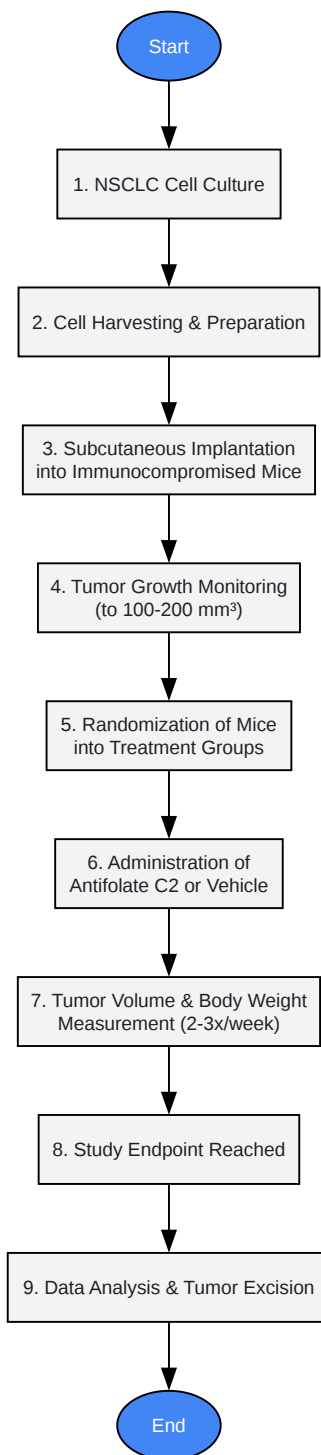 Start
1. NSCLC Cell Culture
2. Cell Harvesting & Preparation
3. Subcutaneous Implantation
into Immunocompromised Mice
4. Tumor Growth Monitoring
(to 100-200 mm³)
5. Randomization of Mice
into Treatment Groups
6. Administration of
Antifolate C2 or Vehicle
7. Tumor Volume & Body Weight
Measurement (2-3x/week)
8. Study Endpoint Reached
9. Data Analysis & Tumor Excision
End